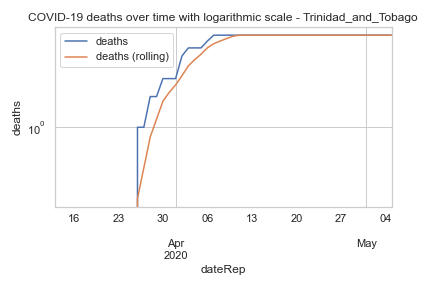 COVID-19 deaths over time with logarithmic scale - Trinidad_and_Tobago
deaths
deaths (rolling)
deaths
10⁰
16 23 30 06 13 20 27 04
Apr May
2020
dateRep